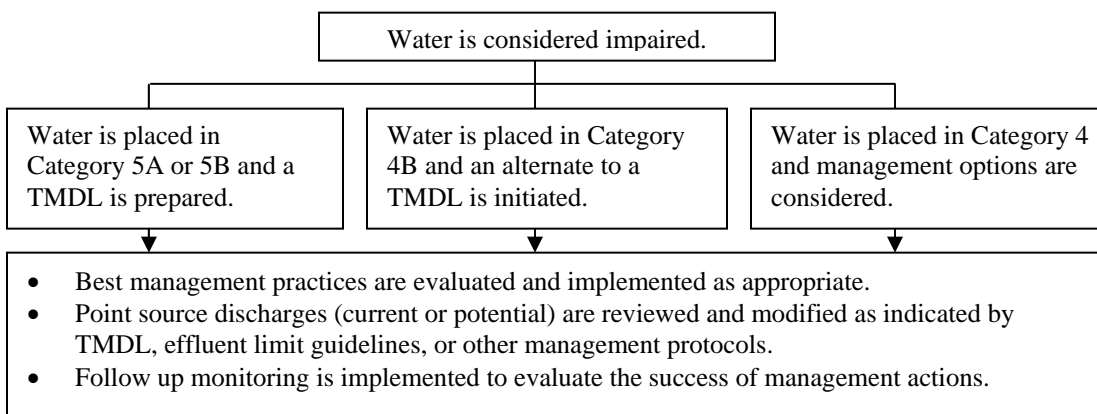 Water is considered impaired.
Water is placed in
Category 5A or 5B and a
TMDL is prepared.
Water is placed in Category
4B and an alternate to a
TMDL is initiated.
Water is placed in Category 4
and management options are
considered.
• Best management practices are evaluated and implemented as appropriate.
• Point source discharges (current or potential) are reviewed and modified as indicated by
TMDL, effluent limit guidelines, or other management protocols.
• Follow up monitoring is implemented to evaluate the success of management actions.